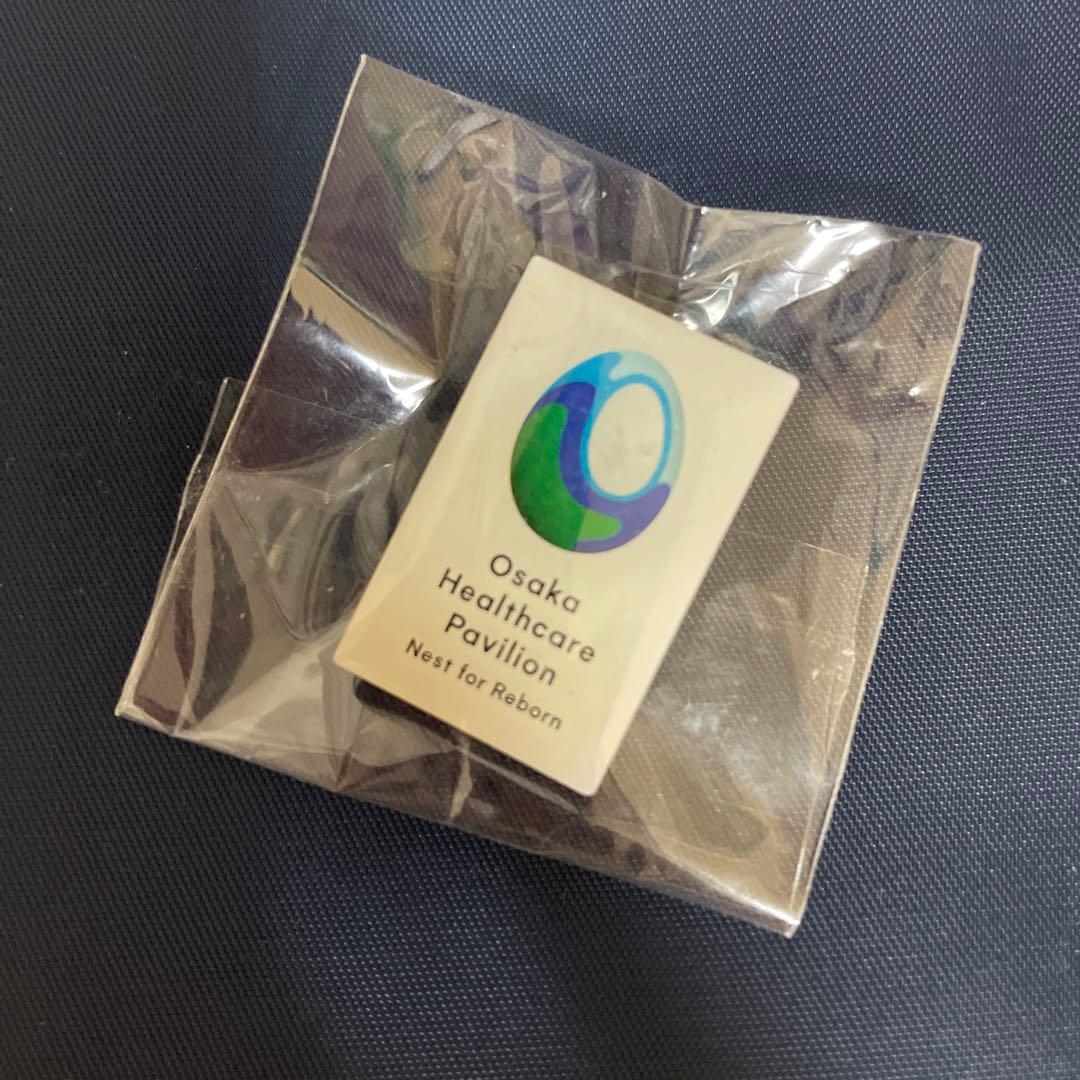 Osaka
Healthcare
Pavilion
Nest for Reborn